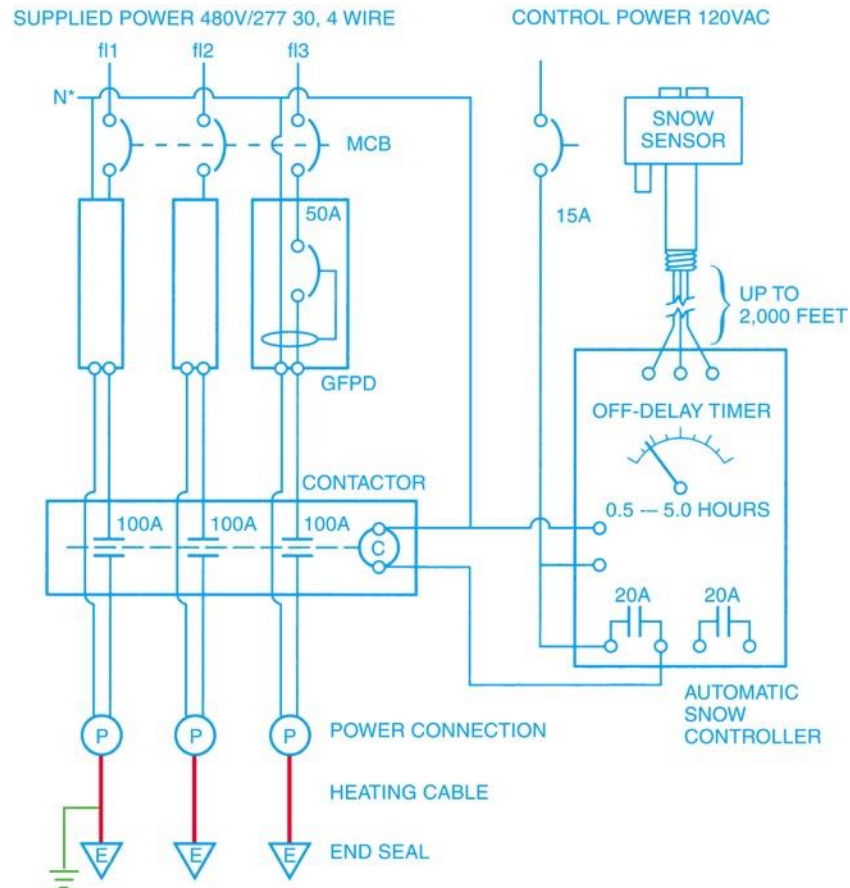 SUPPLIED POWER 480V/277 30, 4 WIRE
CONTROL POWER 120VAC
fl1
fl2
fl3
N*
MCB
SNOW
SENSOR
50A
15A
UP TO
2,000 FEET
GFPD
OFF-DELAY TIMER
0.5 --- 5.0 HOURS
CONTACTOR
100A
100A
100A
C
20A
20A
AUTOMATIC
SNOW
CONTROLLER
P
P
P
POWER CONNECTION
HEATING CABLE
E
E
E
END SEAL